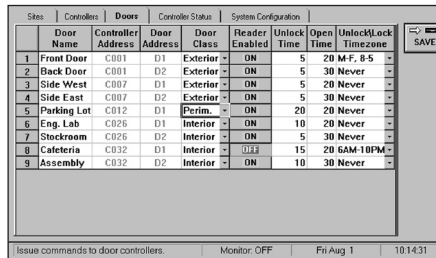 Sites Controllers Doors Controller Status System Configuration
SAVE
Door Name Controller Address Door Address Door Class Reader Enabled Unlock Time Open Time Unlock\Lock Timezone
1 Front Door C001 D1 Exterior ON 5 20 M-F, 8-5
2 Back Door C001 D2 Exterior ON 5 30 Never
3 Side West C007 D1 Exterior ON 5 20 Never
4 Side East C007 D2 Exterior ON 5 30 Never
5 Parking Lot C012 D1 Perim. ON 20 20 Never
6 Eng. Lab C026 D1 Interior ON 10 20 Never
7 Stockroom C026 D2 Interior ON 5 30 Never
8 Cafeteria C032 D1 Interior OFF 15 20 6AM-10PM
9 Assembly C032 D2 Interior ON 10 30 Never
Issue commands to door controllers. Monitor: OFF Fri Aug 1 10:14:31